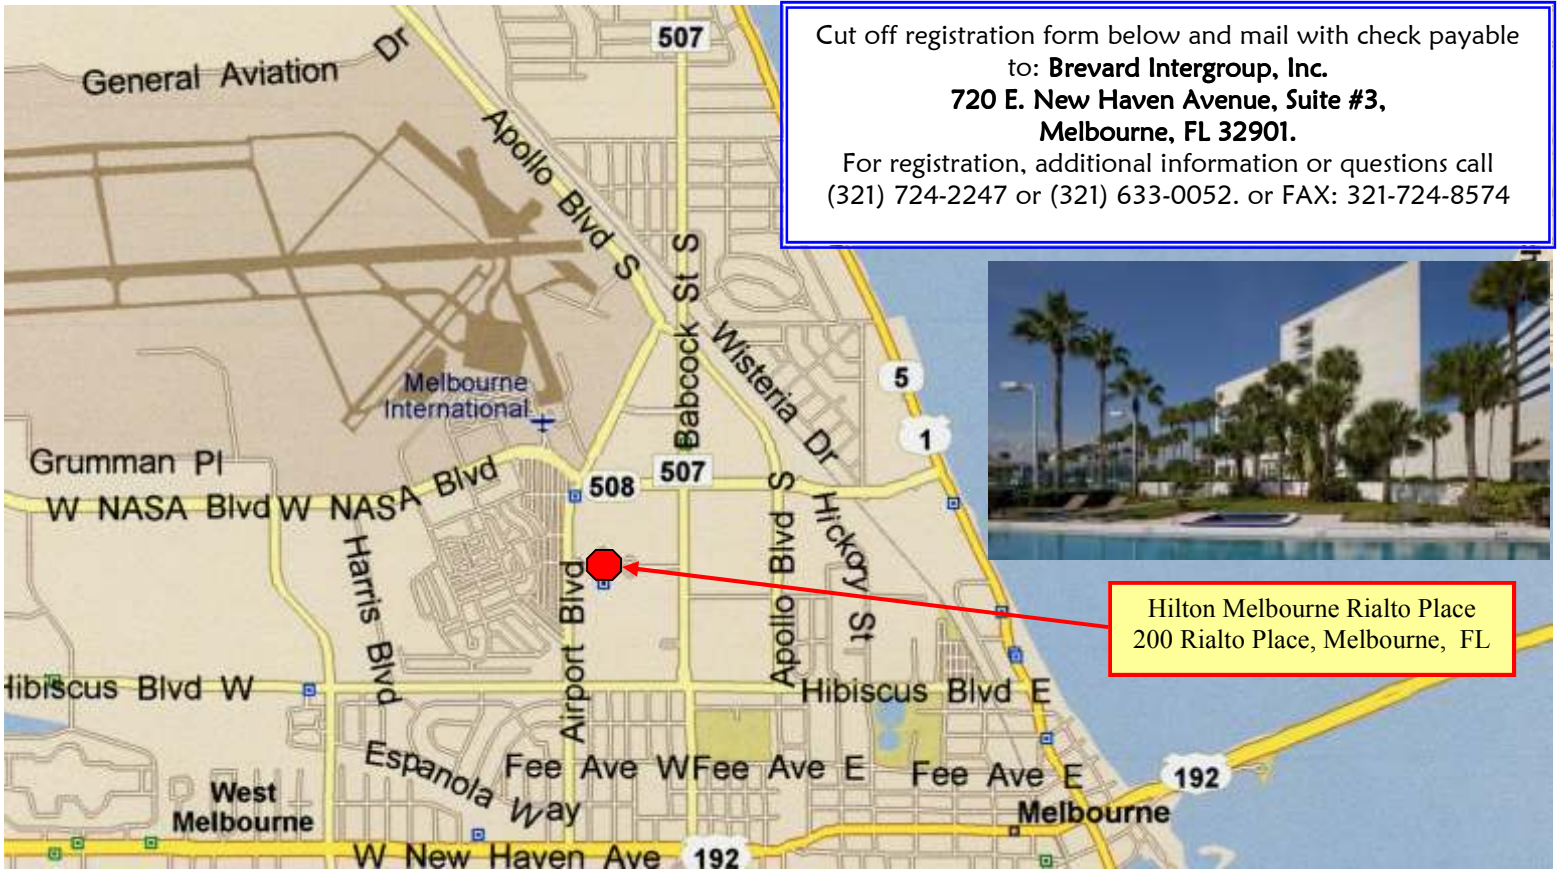 Cut off registration form below and mail with check payable
to: Brevard Intergroup, Inc.
720 E. New Haven Avenue, Suite #3,
Melbourne, FL 32901.
For registration, additional information or questions call
(321) 724-2247 or (321) 633-0052. or FAX: 321-724-8574
507
General Aviation Dr
Apollo Blvd S
Babcock St S
Wisteria Dr
5
1
Melbourne
International
Grumman Pl
W NASA Blvd
W NASA Blvd
508
507
Harris Blvd
Airport Blvd
Apollo Blvd S
Hickory St
Hilton Melbourne Rialto Place
200 Rialto Place, Melbourne, FL
Hibiscus Blvd W
Hibiscus Blvd E
Espanola Way
Fee Ave W
Fee Ave E
Fee Ave E
192
West
Melbourne
Melbourne
W New Haven Ave
192